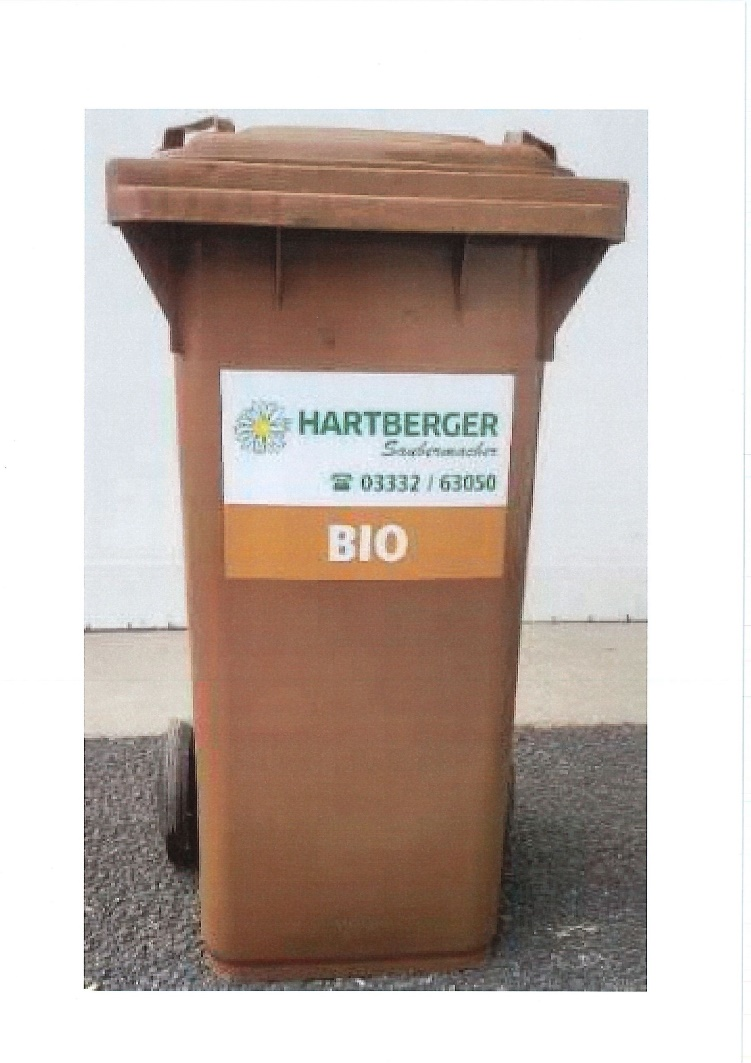 HARTBERGER
Saubermacher
☎ 03332 / 63050
BIO